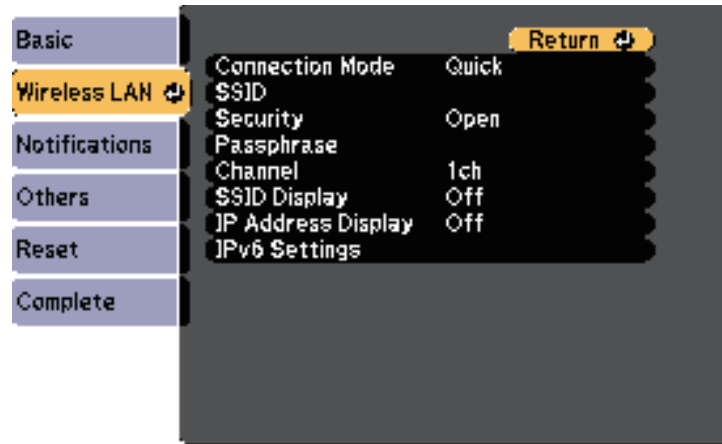 Basic
Wireless LAN
Notifications
Others
Reset
Complete
Return
Connection Mode Quick
SSID
Security Open
Passphrase
Channel 1ch
SSID Display Off
IP Address Display Off
IPv6 Settings